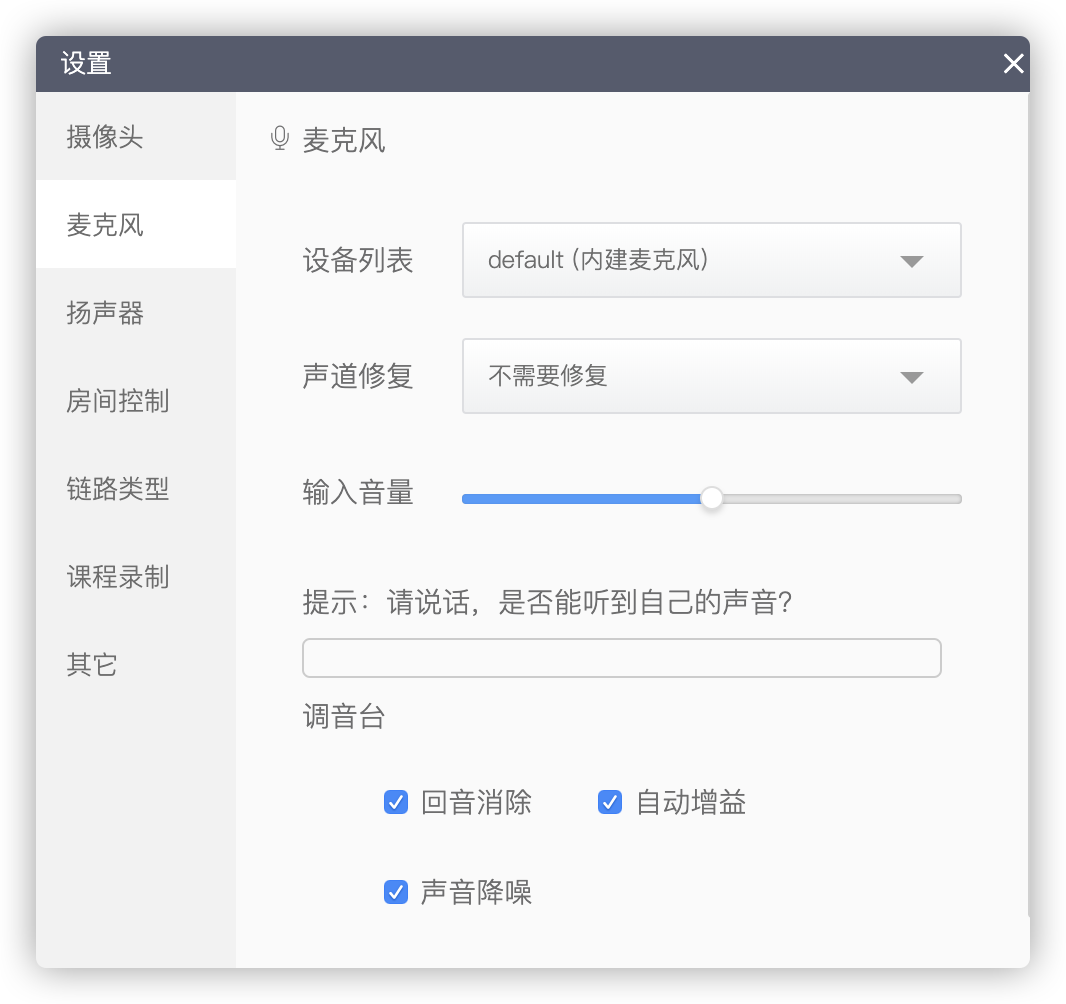 设置
摄像头
麦克风
扬声器
房间控制
链路类型
课程录制
其它
麦克风
设备列表
default (内建麦克风)
声道修复
不需要修复
输入音量
提示：请说话，是否能听到自己的声音？
调音台
回音消除
自动增益
声音降噪